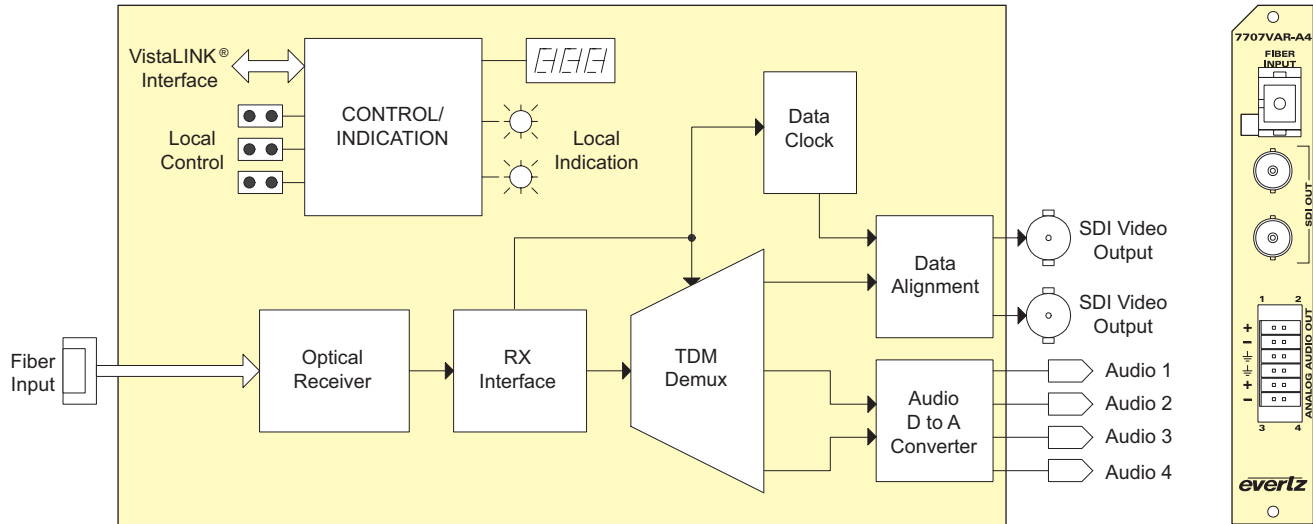 VistaLINK®
Interface
Local
Control
CONTROL/
INDICATION
Local
Indication
Data
Clock
Data
Alignment
SDI Video
Output
SDI Video
Output
Fiber
Input
Optical
Receiver
RX
Interface
TDM
Demux
Audio
D to A
Converter
Audio 1
Audio 2
Audio 3
Audio 4
7707VAR-A4
FIBER
INPUT
SDI OUT
1 2
+
-
+
-
ANALOG AUDIO OUT
3 4
evertz